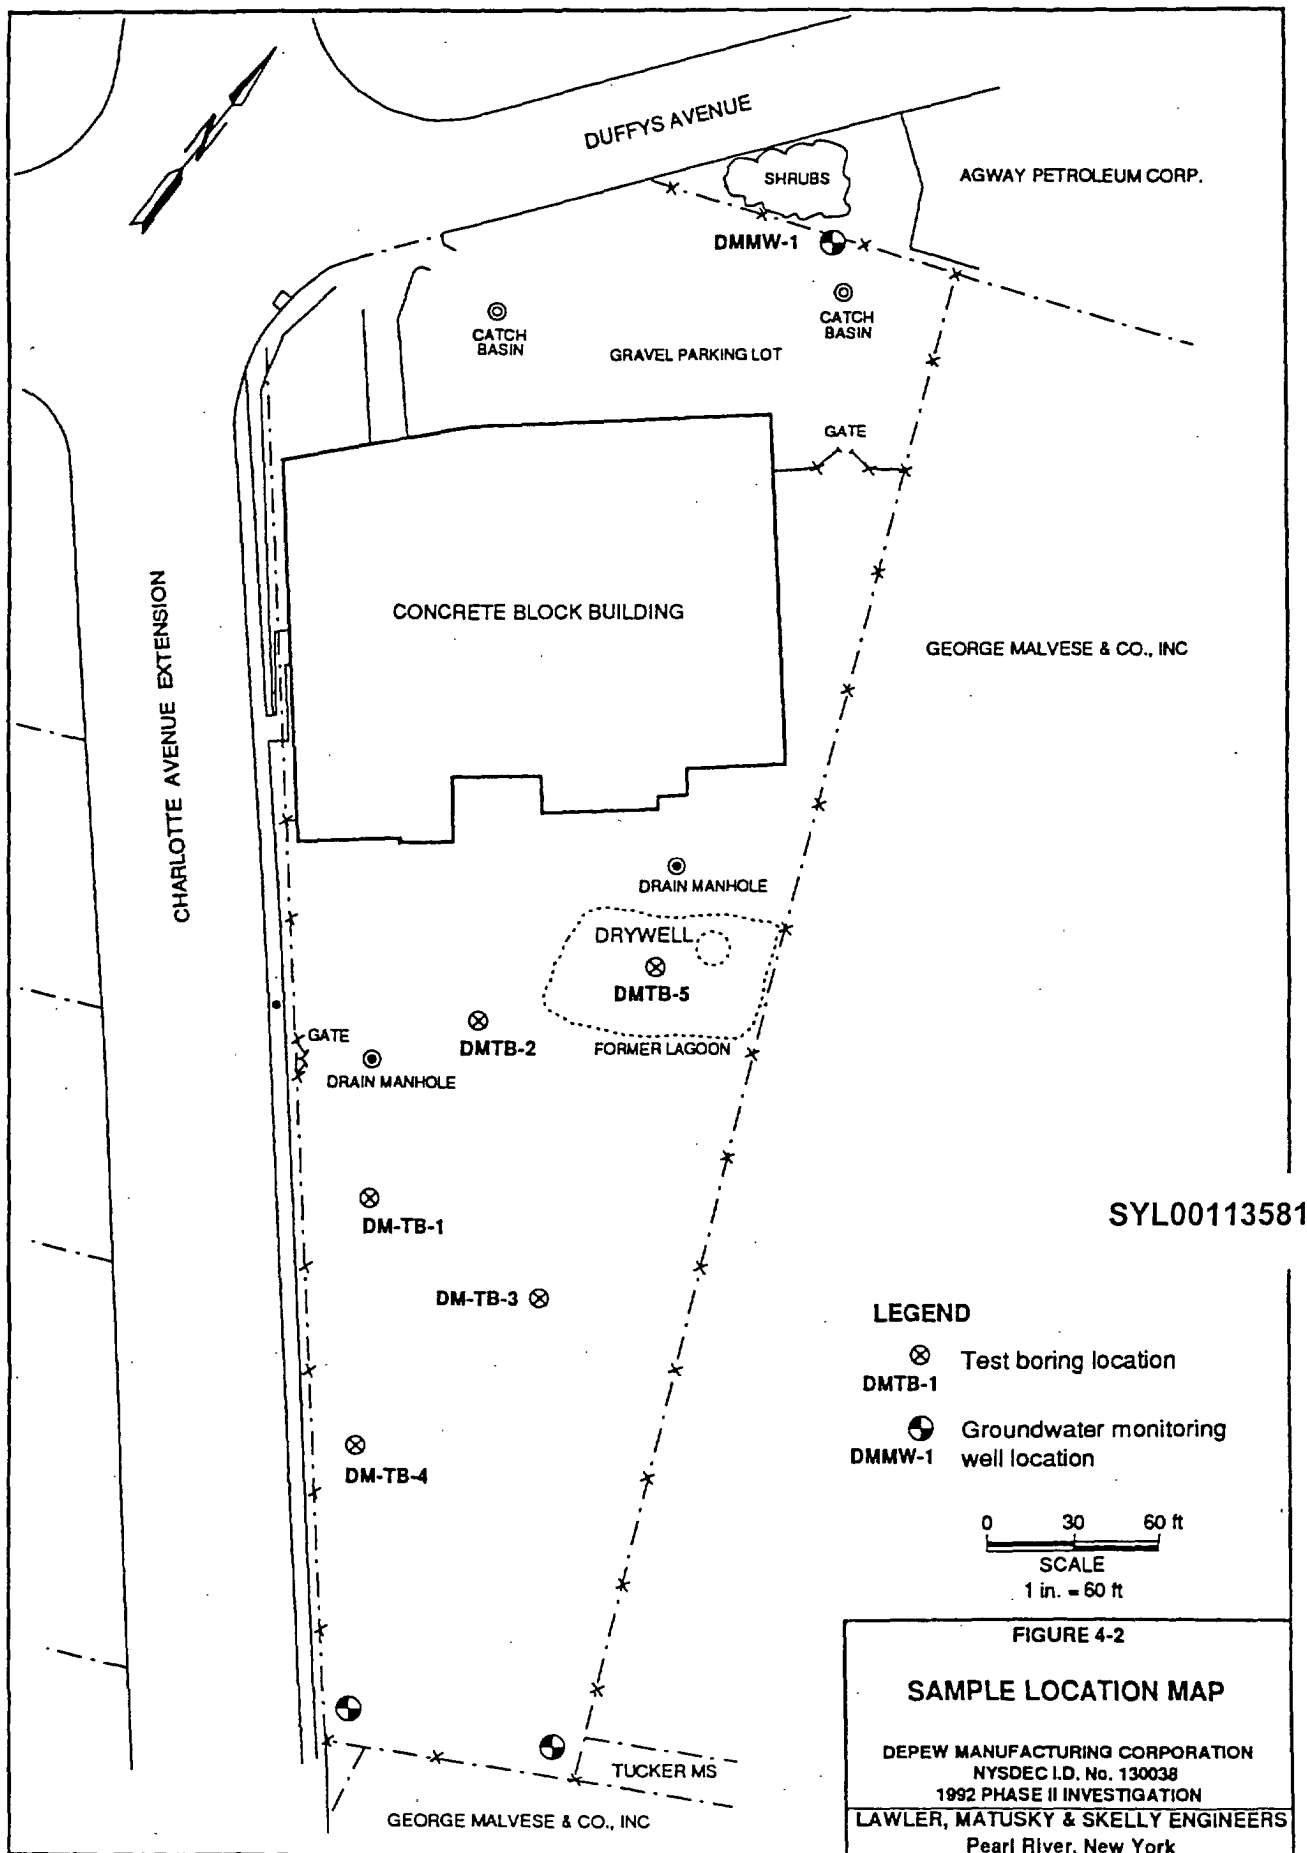 N
DUFFYS AVENUE
SHRUBS
AGWAY PETROLEUM CORP.
DMMW-1
CATCH
BASIN
CATCH
BASIN
GRAVEL PARKING LOT
GATE
CONCRETE BLOCK BUILDING
CHARLOTTE AVENUE EXTENSION
GEORGE MALVESE & CO., INC
DRAIN MANHOLE
DRYWELL
DMTB-5
DMTB-2
FORMER LAGOON
GATE
DRAIN MANHOLE
DM-TB-1
SYL00113581
DM-TB-3
DM-TB-4
LEGEND
Test boring location
DMTB-1
Groundwater monitoring
DMMW-1 well location
0 30 60 ft
SCALE
1 in. = 60 ft
FIGURE 4-2
SAMPLE LOCATION MAP
DEPEW MANUFACTURING CORPORATION
NYSDEC I.D. No. 130038
1992 PHASE II INVESTIGATION
LAWLER, MATUSKY & SKELLY ENGINEERS
Pearl River, New York
TUCKER MS
GEORGE MALVESE & CO., INC